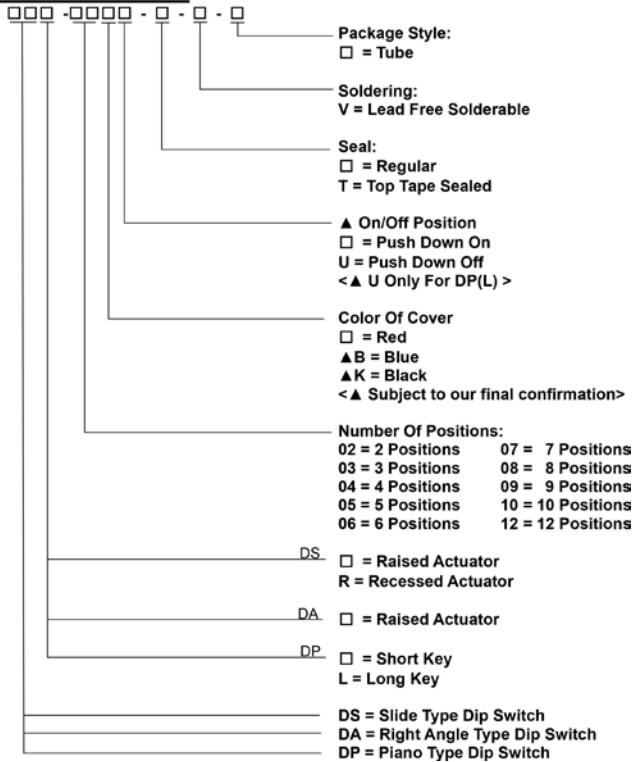 □□□ -□□□□ - □ - □ - □
Package Style:
□ = Tube
Soldering:
V = Lead Free Solderable
Seal:
□ = Regular
T = Top Tape Sealed
▲ On/Off Position
□ = Push Down On
U = Push Down Off
<▲ U Only For DP(L) >
Color Of Cover
□ = Red
▲B = Blue
▲K = Black
<▲ Subject to our final confirmation>
Number Of Positions:
02 = 2 Positions 07 = 7 Positions
03 = 3 Positions 08 = 8 Positions
04 = 4 Positions 09 = 9 Positions
05 = 5 Positions 10 = 10 Positions
06 = 6 Positions 12 = 12 Positions
DS □ = Raised Actuator
R = Recessed Actuator
DA □ = Raised Actuator
DP □ = Short Key
L = Long Key
DS = Slide Type Dip Switch
DA = Right Angle Type Dip Switch
DP = Piano Type Dip Switch